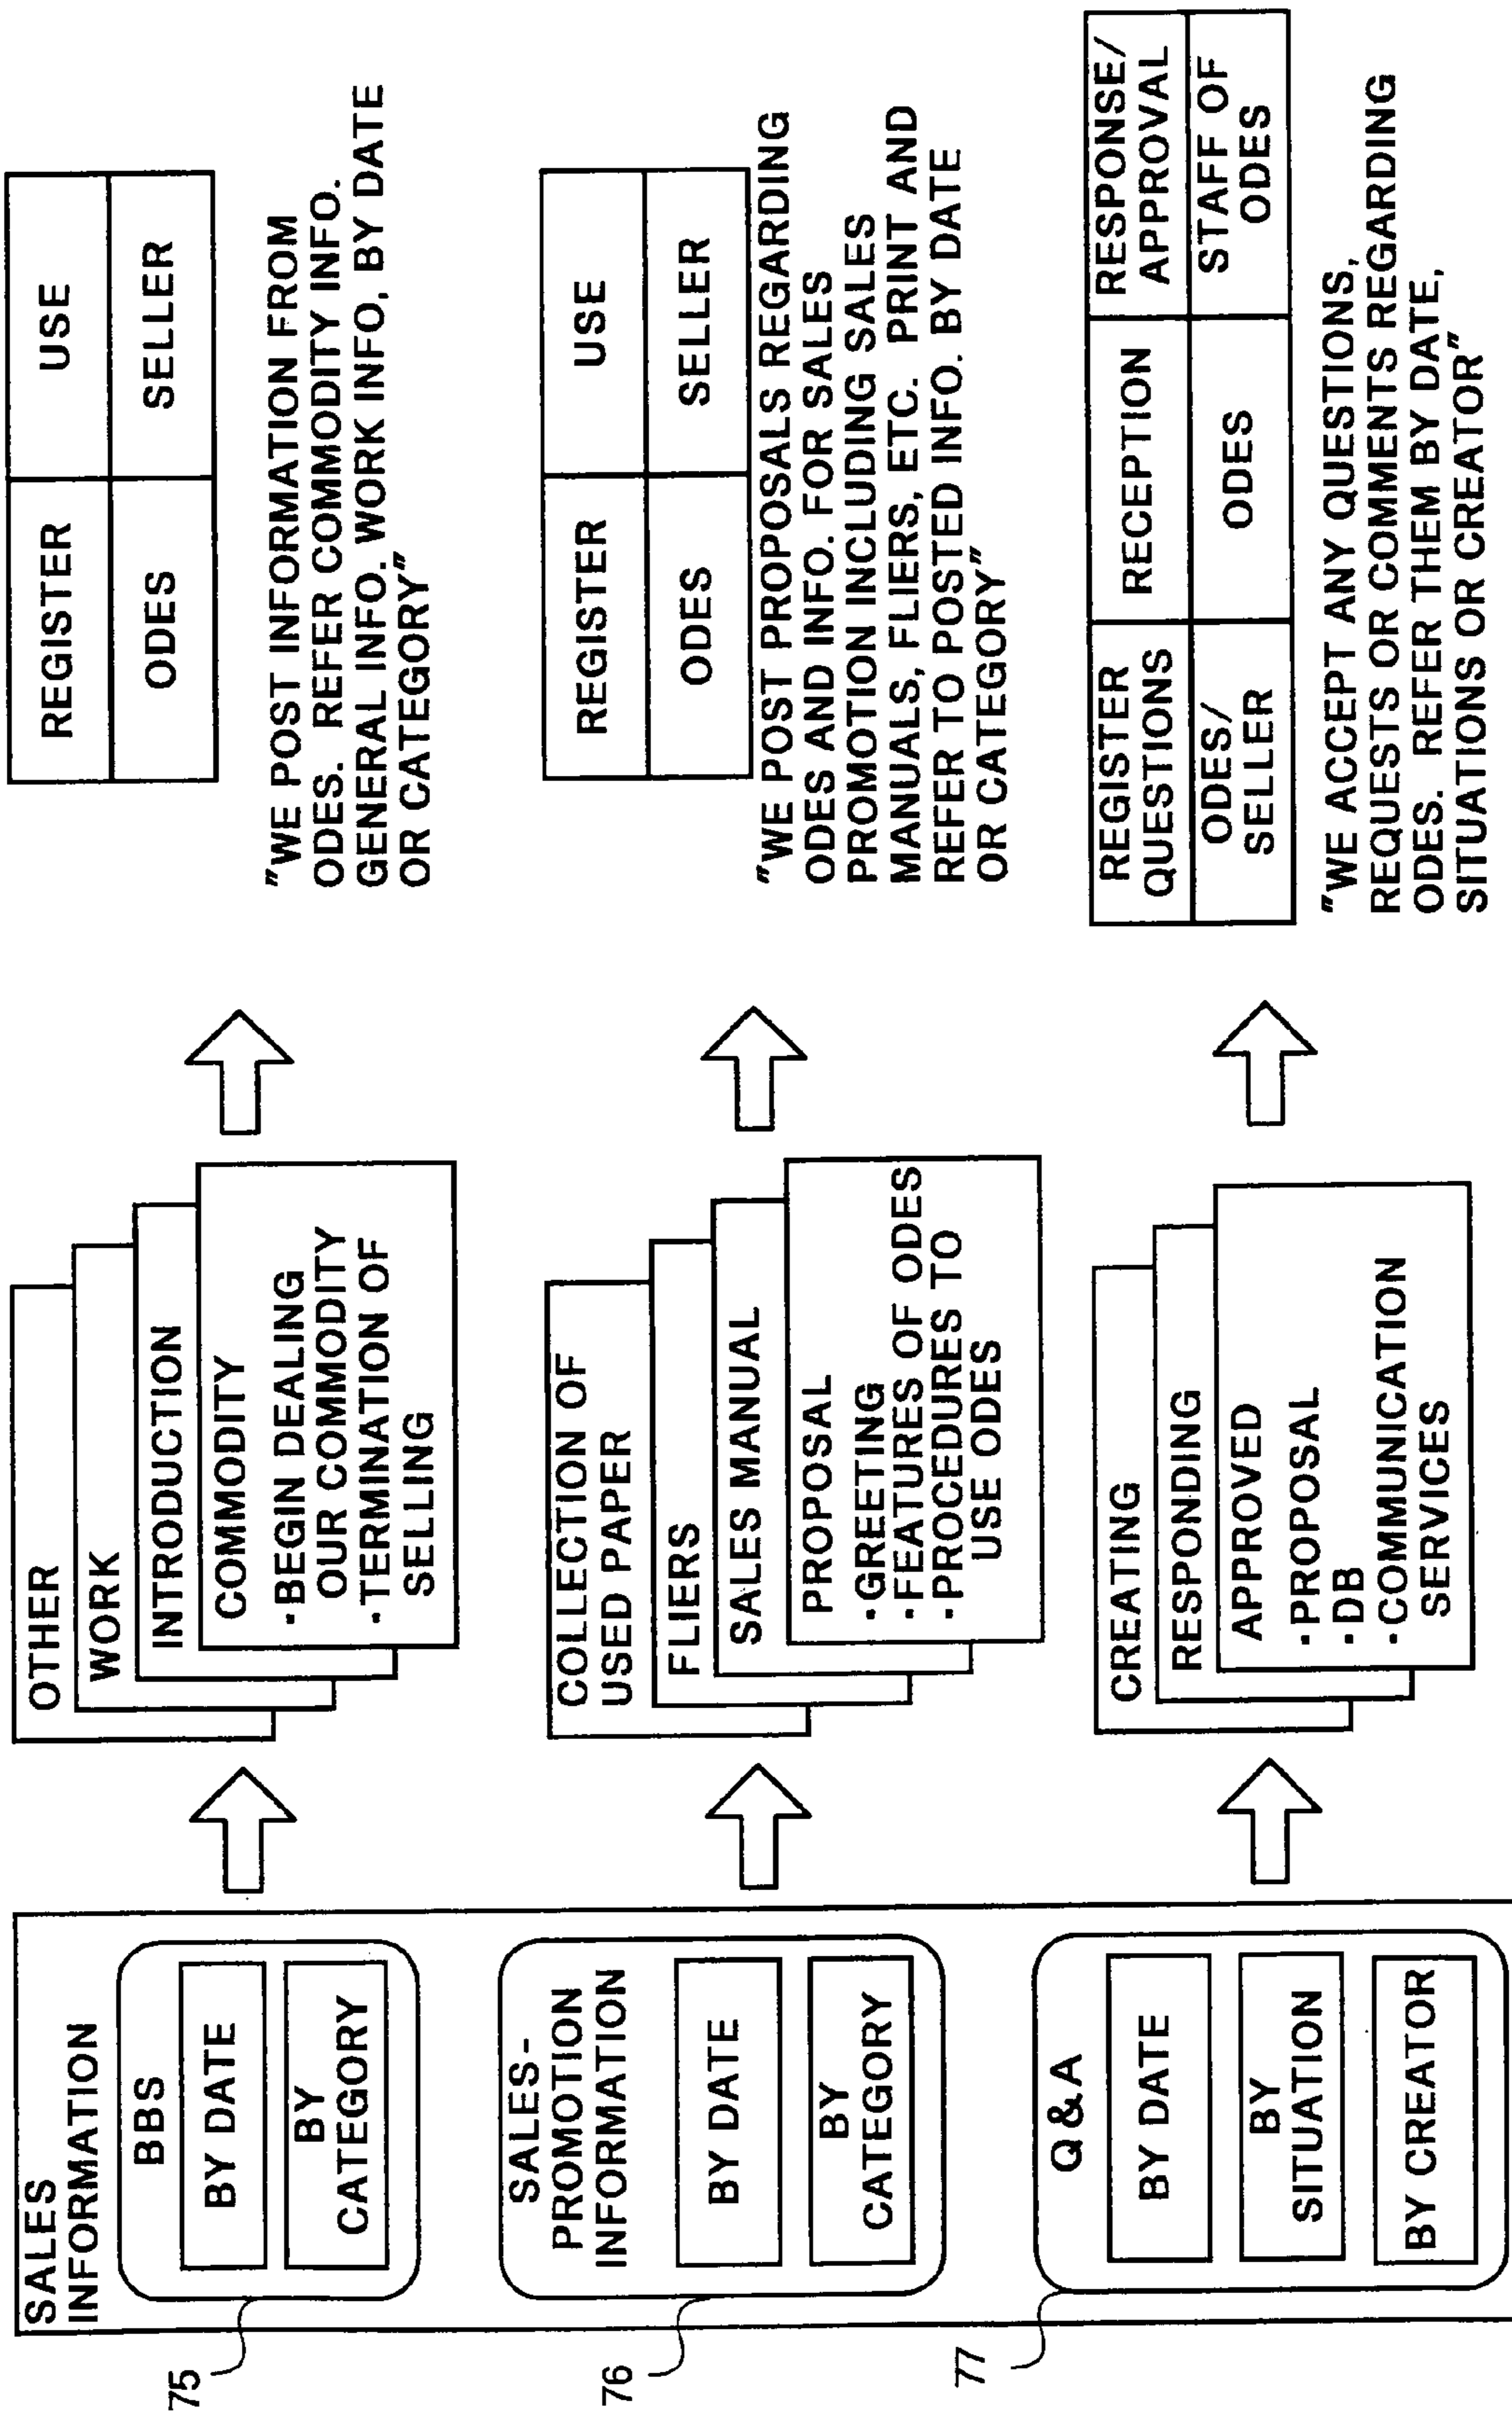 SALES
INFORMATION
75
BBS
BY DATE
BY
CATEGORY
OTHER
WORK
INTRODUCTION
COMMODITY
・BEGIN DEALING
OUR COMMODITY
・TERMINATION OF
SELLING
REGISTER
USE
ODES
SELLER
"WE POST INFORMATION FROM
ODES. REFER COMMODITY INFO.
GENERAL INFO. WORK INFO, BY DATE
OR CATEGORY"
76
SALES-
PROMOTION
INFORMATION
BY DATE
BY
CATEGORY
COLLECTION OF
USED PAPER
FLIERS
SALES MANUAL
PROPOSAL
・GREETING
・FEATURES OF ODES
・PROCEDURES TO
USE ODES
REGISTER
USE
ODES
SELLER
"WE POST PROPOSALS REGARDING
ODES AND INFO. FOR SALES
PROMOTION INCLUDING SALES
MANUALS, FLIERS, ETC. PRINT AND
REFER TO POSTED INFO. BY DATE
OR CATEGORY"
77
Q & A
BY DATE
BY
SITUATION
BY CREATOR
CREATING
RESPONDING
APPROVED
・PROPOSAL
・DB
・COMMUNICATION
SERVICES
REGISTER
QUESTIONS
RECEPTION
RESPONSE/
APPROVAL
ODES/
SELLER
ODES
STAFF OF
ODES
"WE ACCEPT ANY QUESTIONS,
REQUESTS OR COMMENTS REGARDING
ODES. REFER THEM BY DATE,
SITUATIONS OR CREATOR"